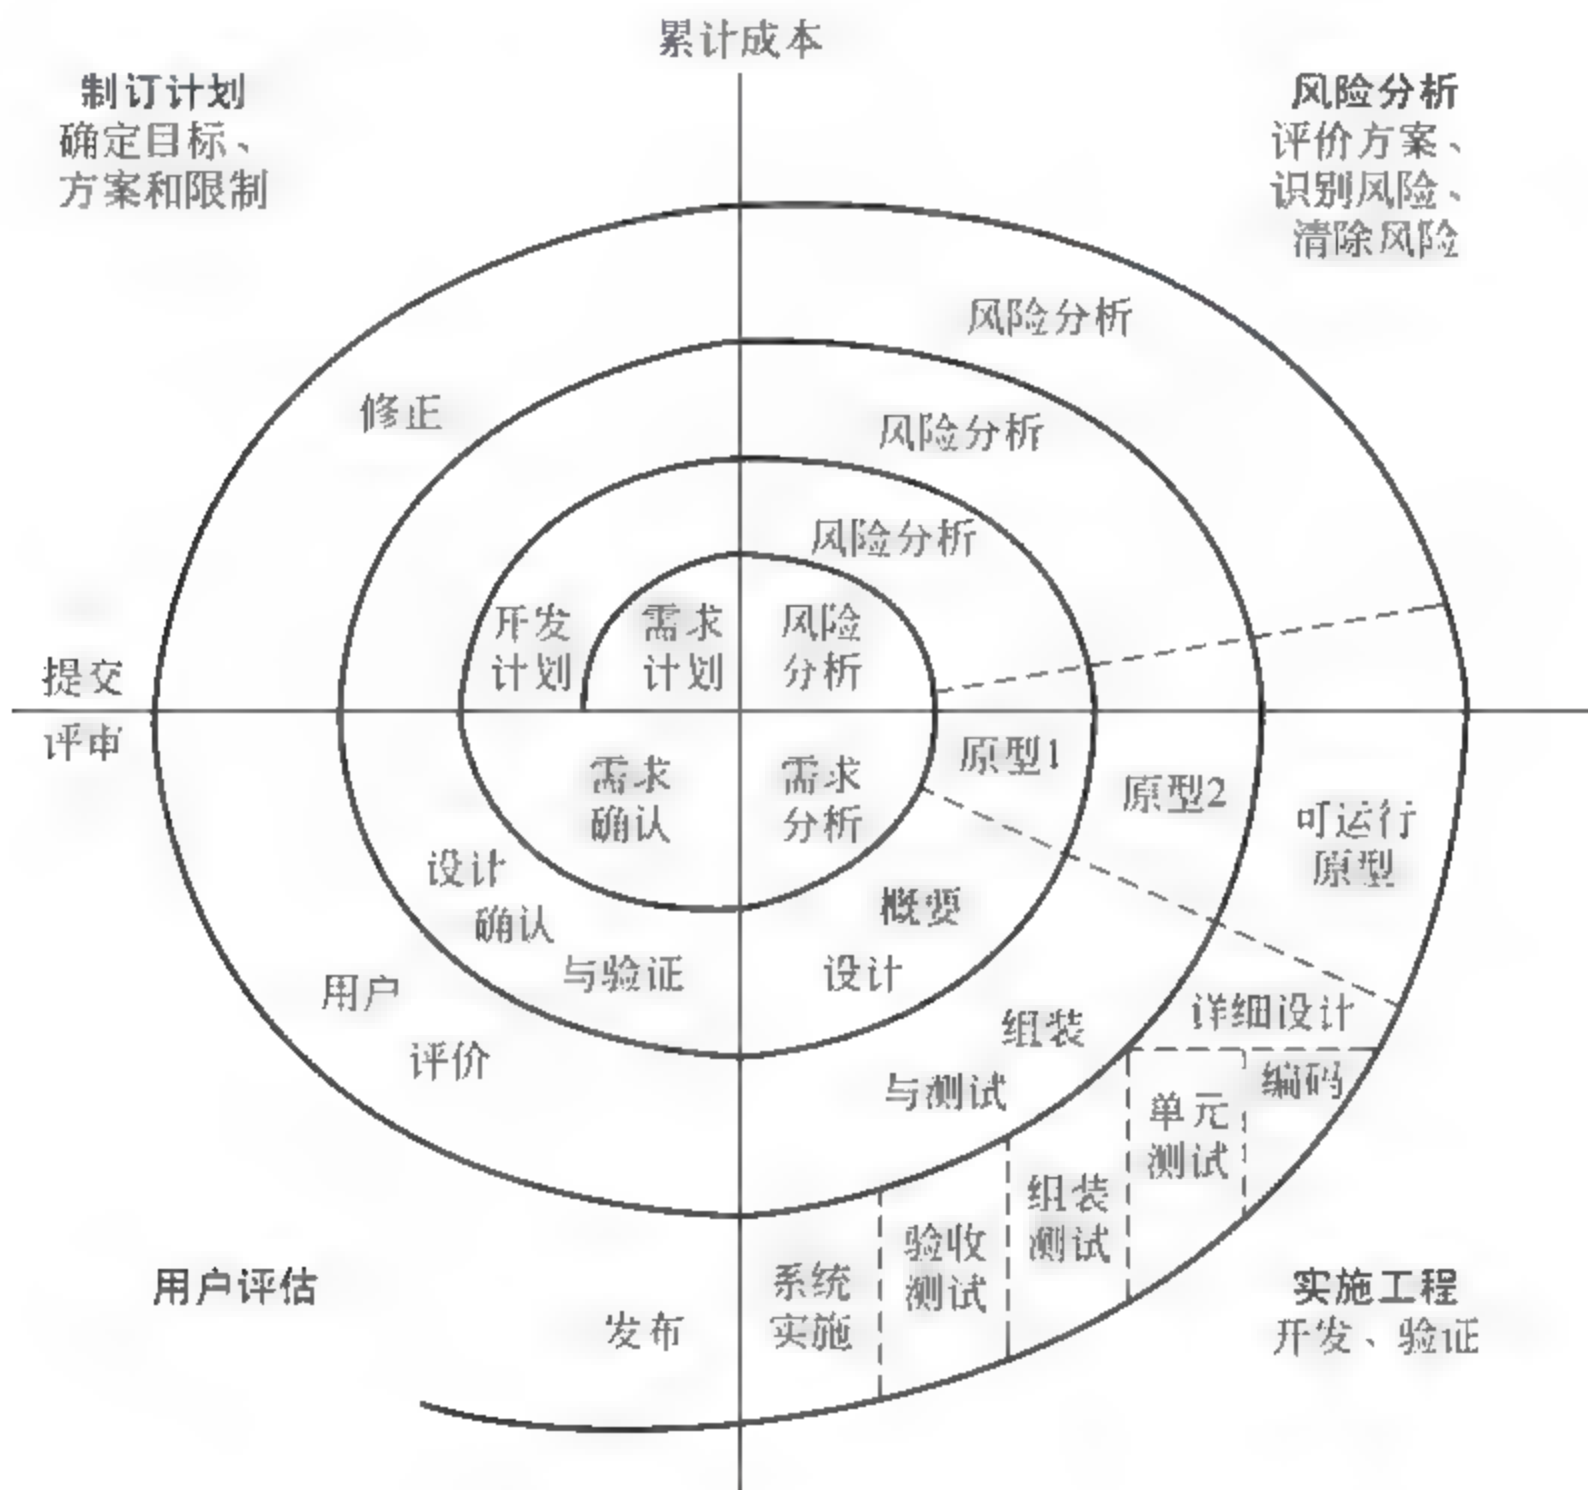 累计成本
制订计划
确定目标、
方案和限制
风险分析
评价方案、
识别风险、
清除风险
风险分析
修正
风险分析
风险分析
开发
计划
需求
计划
风险
分析
提交
评审
需求
确认
需求
分析
原型1
原型2
可运行
原型
设计
确认
与验证
概要
设计
用户
评价
组装
与测试
详细设计
编码
单元
测试
组装
测试
验收
测试
系统
实施
发布
用户评估
实施工程
开发、验证